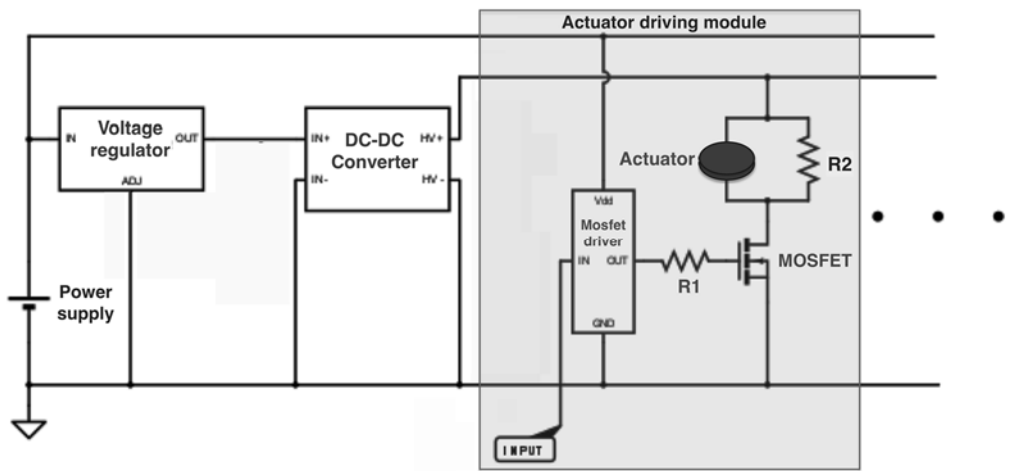 Actuator driving module
Voltage
regulator
IN
OUT
ADJ
DC-DC
Converter
IN+
IN-
HV+
HV -
Actuator
R2
Vdd
Mosfet
driver
IN
OUT
GND
R1
MOSFET
Power
supply
INPUT